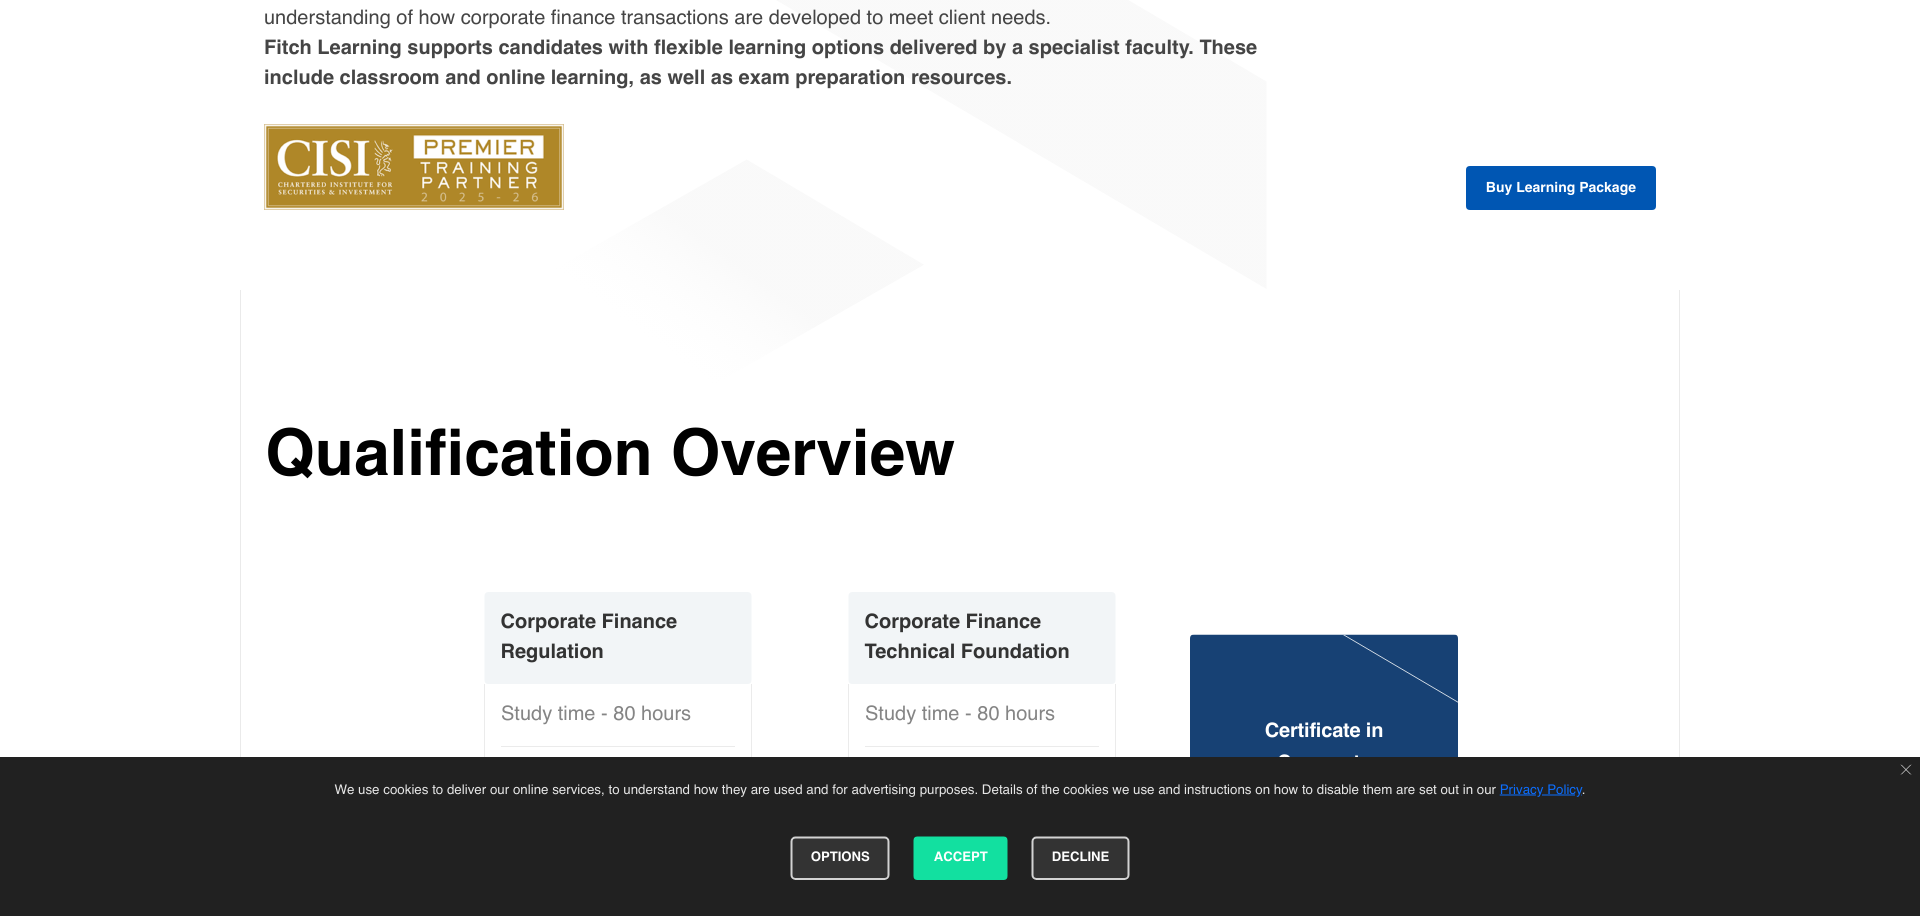 understanding of how corporate finance transactions are developed to meet client needs.
Fitch Learning supports candidates with flexible learning options delivered by a specialist faculty. These
include classroom and online learning, as well as exam preparation resources.
CISI
CHARTERED INSTITUTE FOR
SECURITIES & INVESTMENT
PREMIER
TRAINING
PARTNER
2025-26
Buy Learning Package
Qualification Overview
Corporate Finance
Regulation
Study time - 80 hours
Corporate Finance
Technical Foundation
Study time - 80 hours
Certificate in
We use cookies to deliver our online services, to understand how they are used and for advertising purposes. Details of the cookies we use and instructions on how to disable them are set out in our Privacy Policy.
OPTIONS
ACCEPT
DECLINE